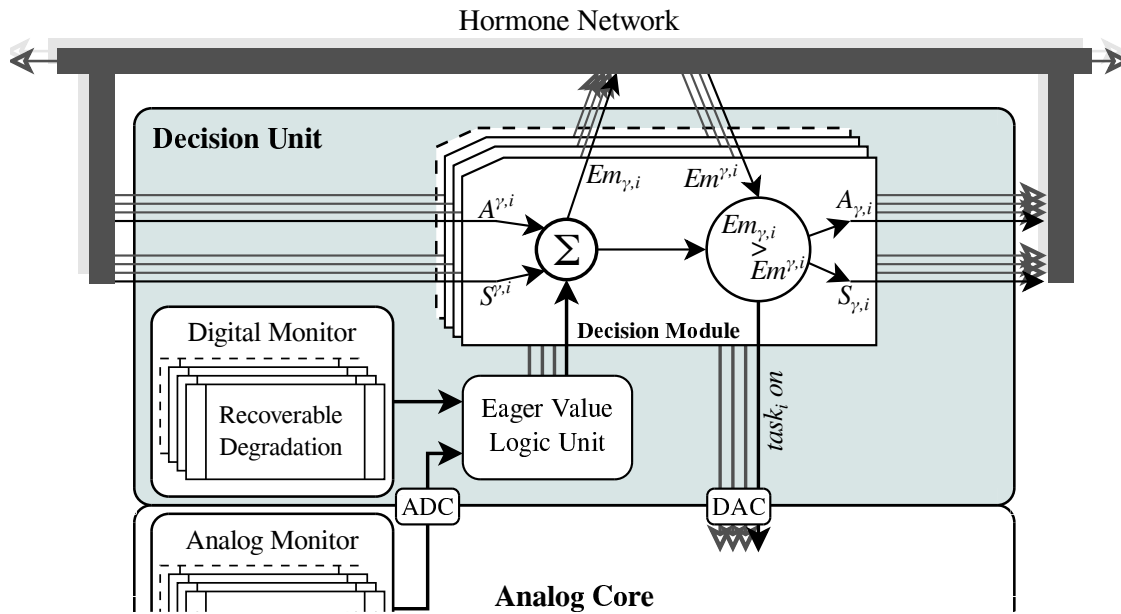 Hormone Network
Decision Unit
Em_{γ,i}
Em^{γ,i}
A^{γ,i}
A_{γ,i}
Σ
Em_{γ,i}
>
Em^{γ,i}
S^{γ,i}
S_{γ,i}
Decision Module
Digital Monitor
Recoverable
Degradation
Eager Value
Logic Unit
task_i on
ADC
DAC
Analog Monitor
Analog Core